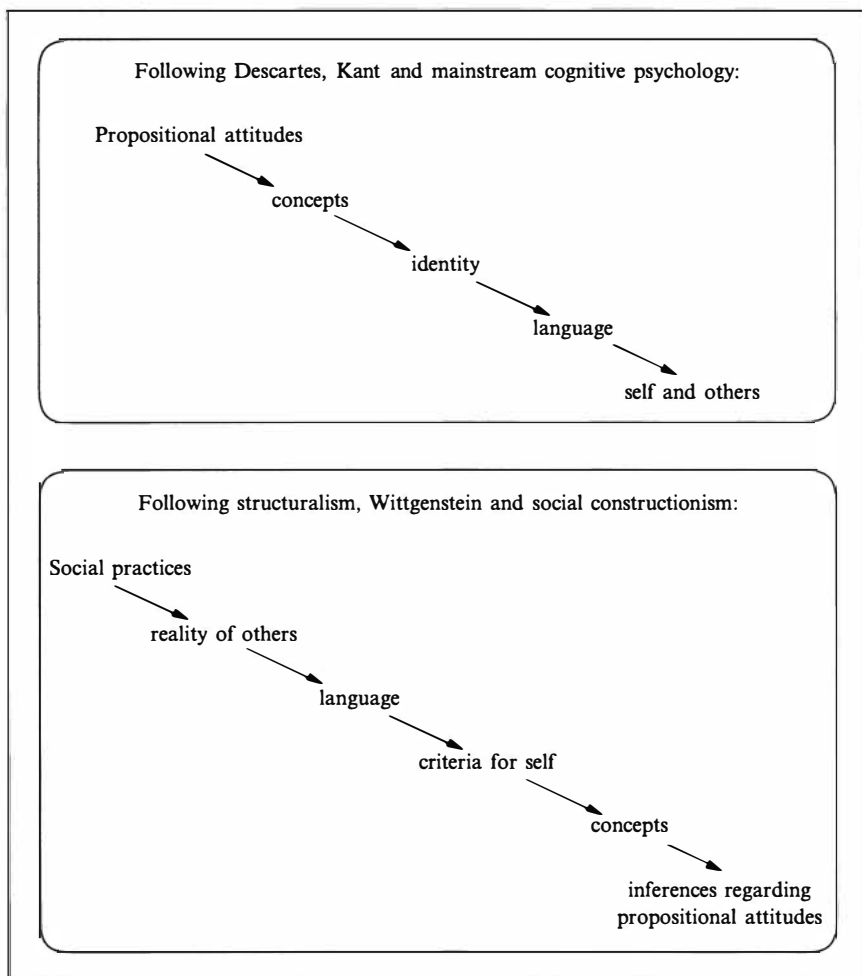 Following Descartes, Kant and mainstream cognitive psychology:
Propositional attitudes
concepts
identity
language
self and others
Following structuralism, Wittgenstein and social constructionism:
Social practices
reality of others
language
criteria for self
concepts
inferences regarding
propositional attitudes